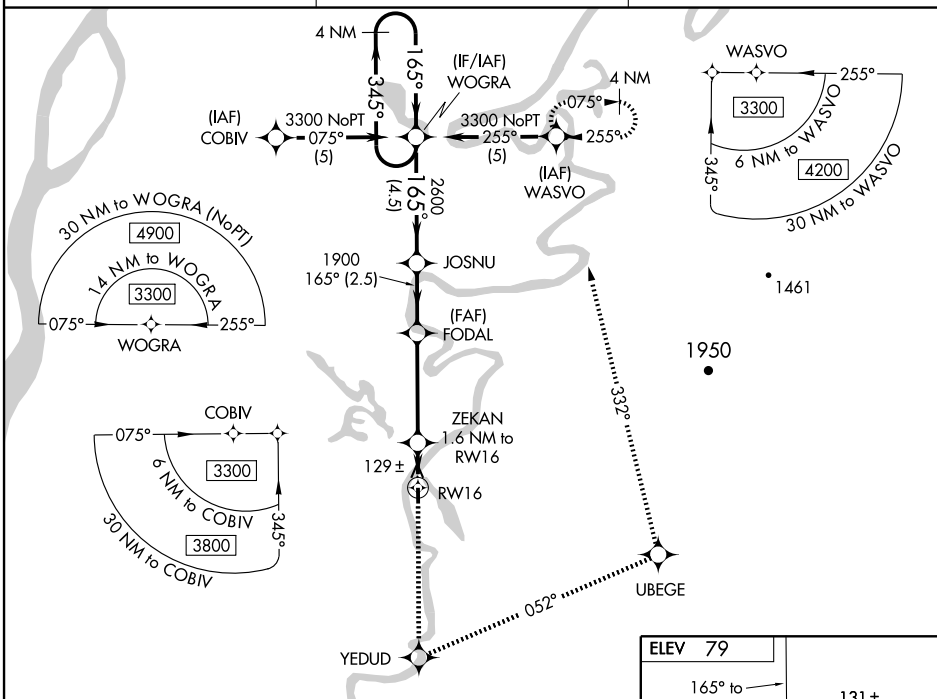 4 NM
165°
345°
(IF/IAF)
WOGRA
(IAF)
COBIV
3300 NoPT
075°
(5)
3300 NoPT
255°
(5)
4 NM
075°
255°
(IAF)
WASVO
WASVO
255°
3300
6 NM to WASVO
4200
345°
30 NM to WASVO
2600
165°
(4.5)
30 NM to WOGRA (NoPT)
4900
14 NM to WOGRA
3300
075°
255°
WOGRA
JOSNU
1900
165° (2.5)
(FAF)
FODAL
1461
1950
332°
COBIV
075°
3300
6 NM to COBIV
345°
3800
30 NM to COBIV
ZEKAN
1.6 NM to
RW16
129 ±
RW16
UBEGE
052°
YEDUD
ELEV 79
165° to
131 ±